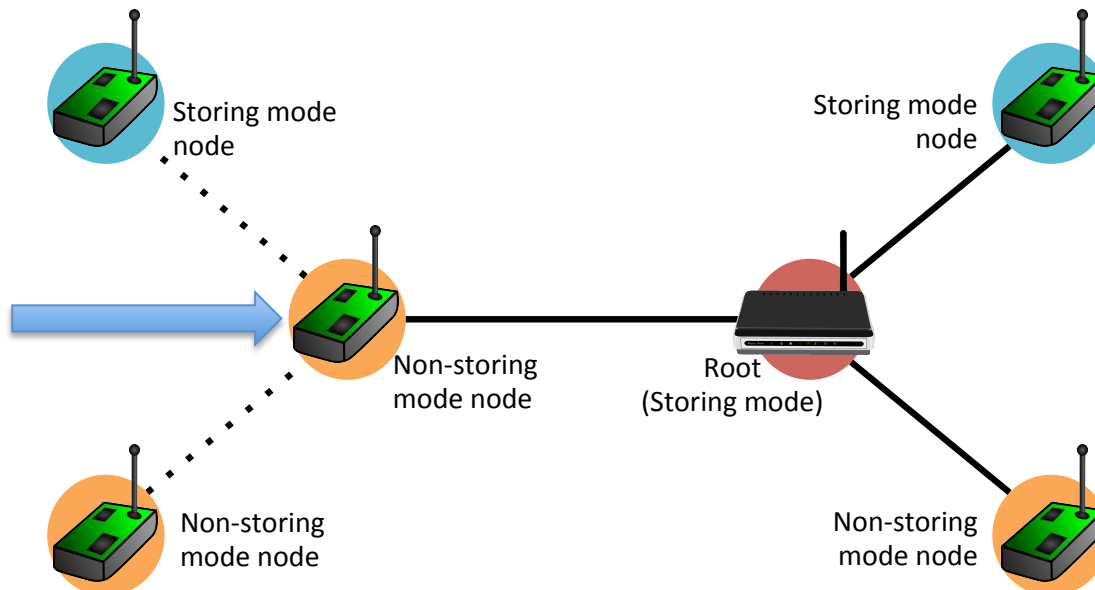 Storing mode
node
Storing mode
node
Non-storing
mode node
Root
(Storing mode)
Non-storing
mode node
Non-storing
mode node